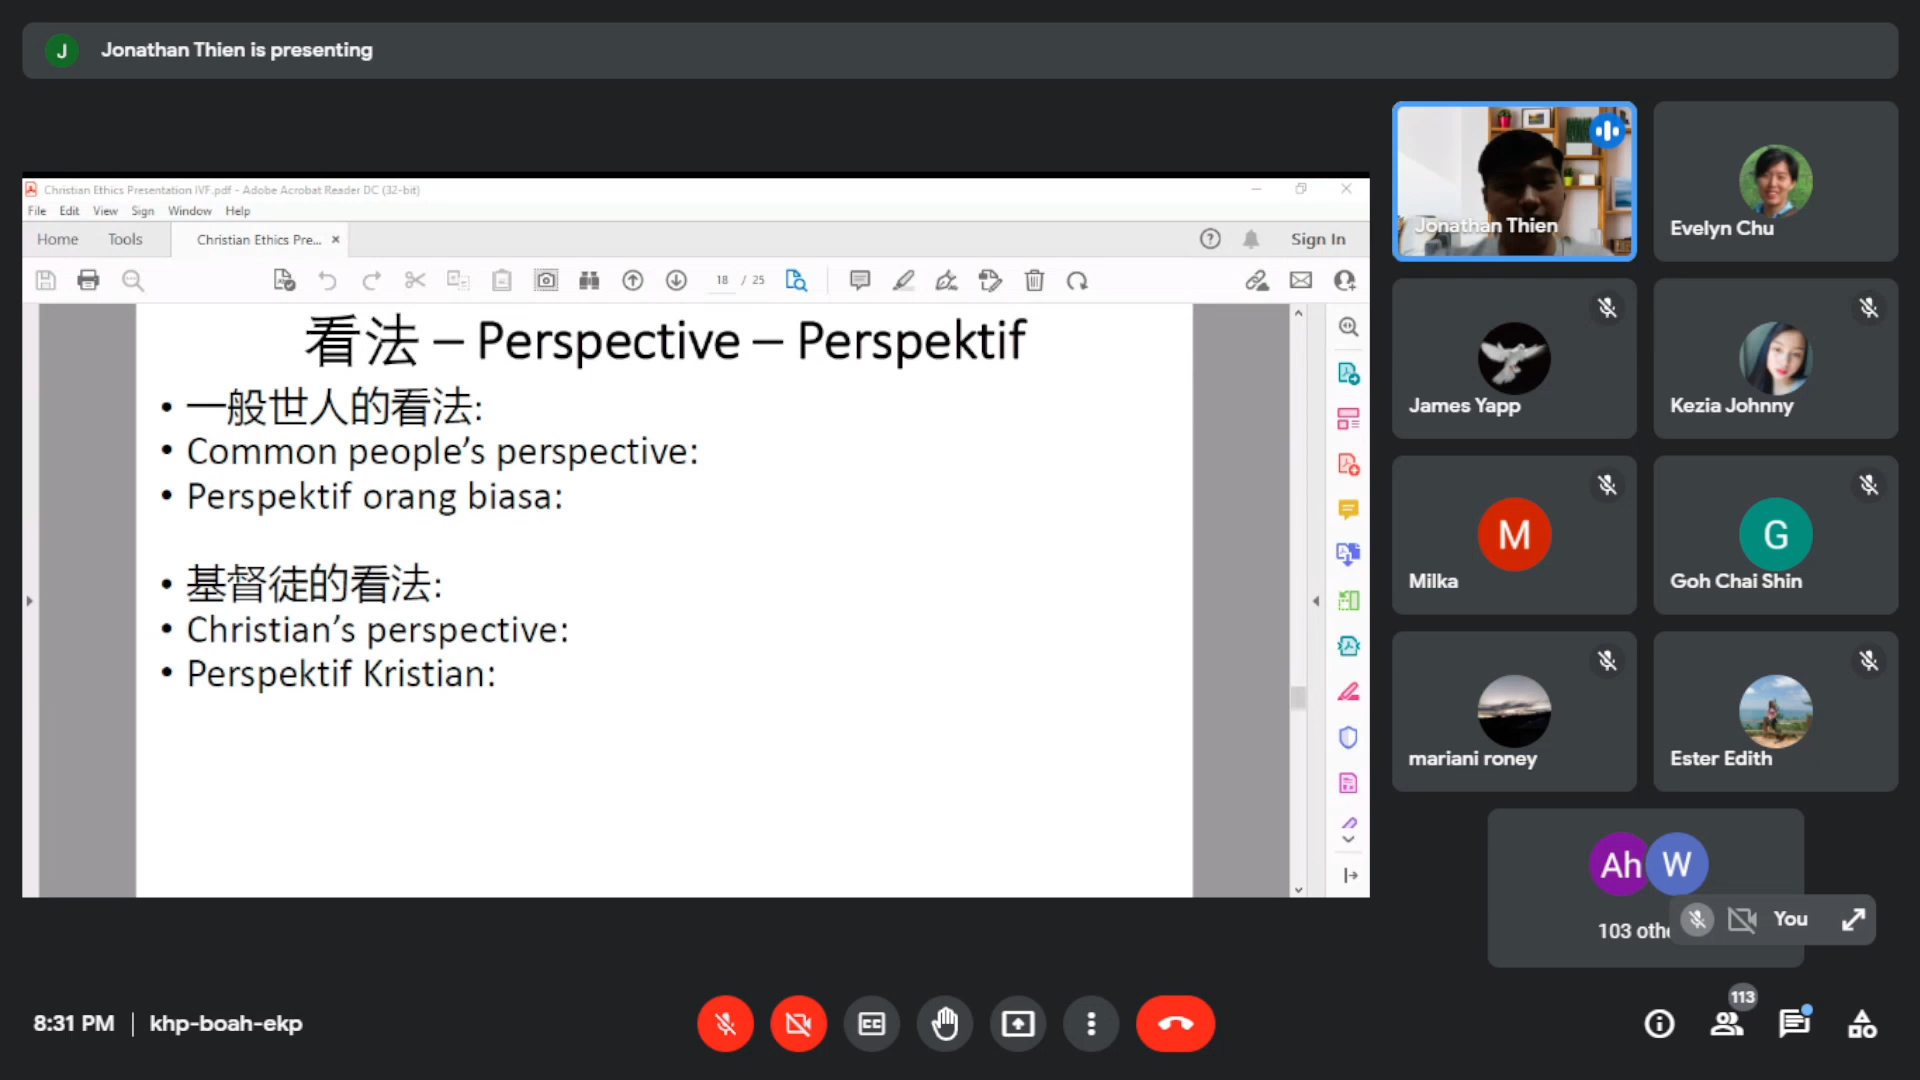 J
Jonathan Thien is presenting
Christian Ethics Presentation IVF.pdf - Adobe Acrobat Reader DC (32-bit)
File Edit View Sign Window Help
Home Tools Christian Ethics Pre... × Sign In
18 / 25
看法 – Perspective – Perspektif
• 一般世人的看法:
• Common people's perspective:
• Perspektif orang biasa:
• 基督徒的看法:
• Christian's perspective:
• Perspektif Kristian:
Jonathan Thien
Evelyn Chu
James Yapp
Kezia Johnny
M
Milka
G
Goh Chai Shin
mariani roney
Ester Edith
Ah W
103 othe
You
8:31 PM | khp-boah-ekp
CC
113